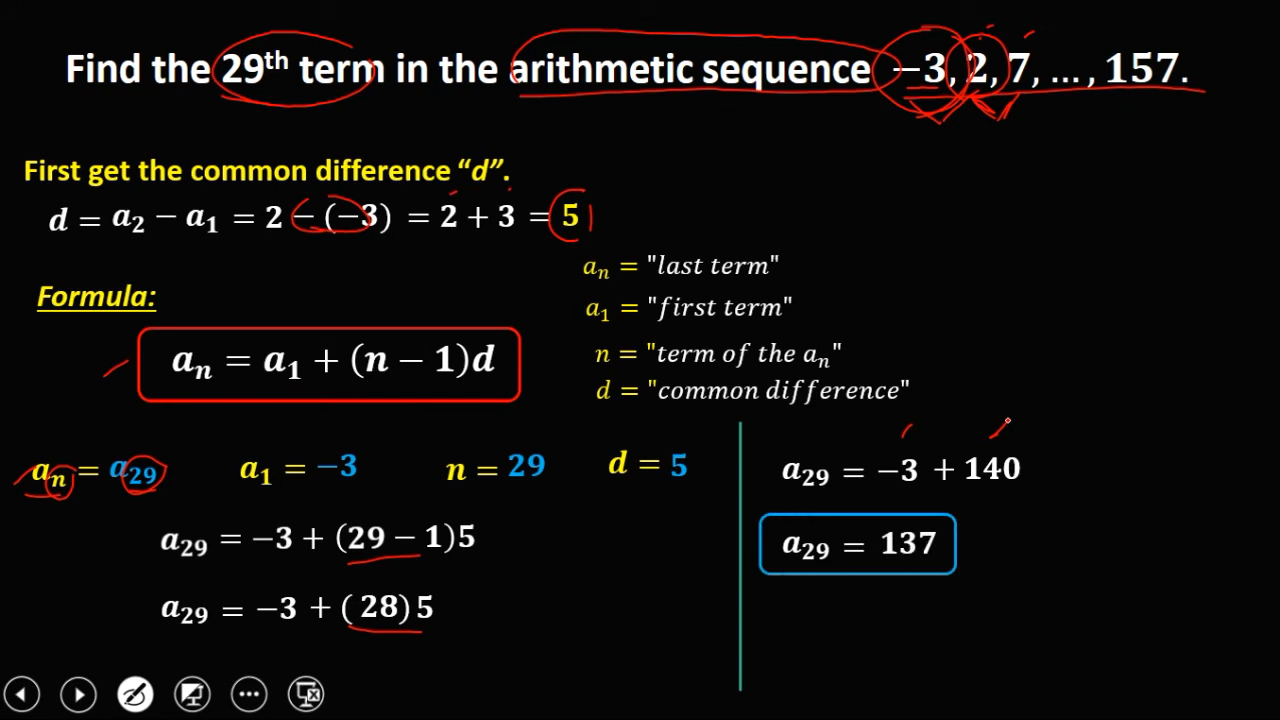 Find the 29th term in the arithmetic sequence −3, 2, 7, … , 157.
First get the common difference “d”.
d = a₂ − a₁ = 2 − (−3) = 2 + 3 = 5
aₙ = "last term"
Formula:
a₁ = "first term"
aₙ = a₁ + (n − 1)d
n = "term of the aₙ"
d = "common difference"
aₙ = a₂₉ a₁ = −3 n = 29 d = 5
a₂₉ = −3 + (29 − 1)5
a₂₉ = −3 + ( 28)5
a₂₉ = −3 + 140
a₂₉ = 137